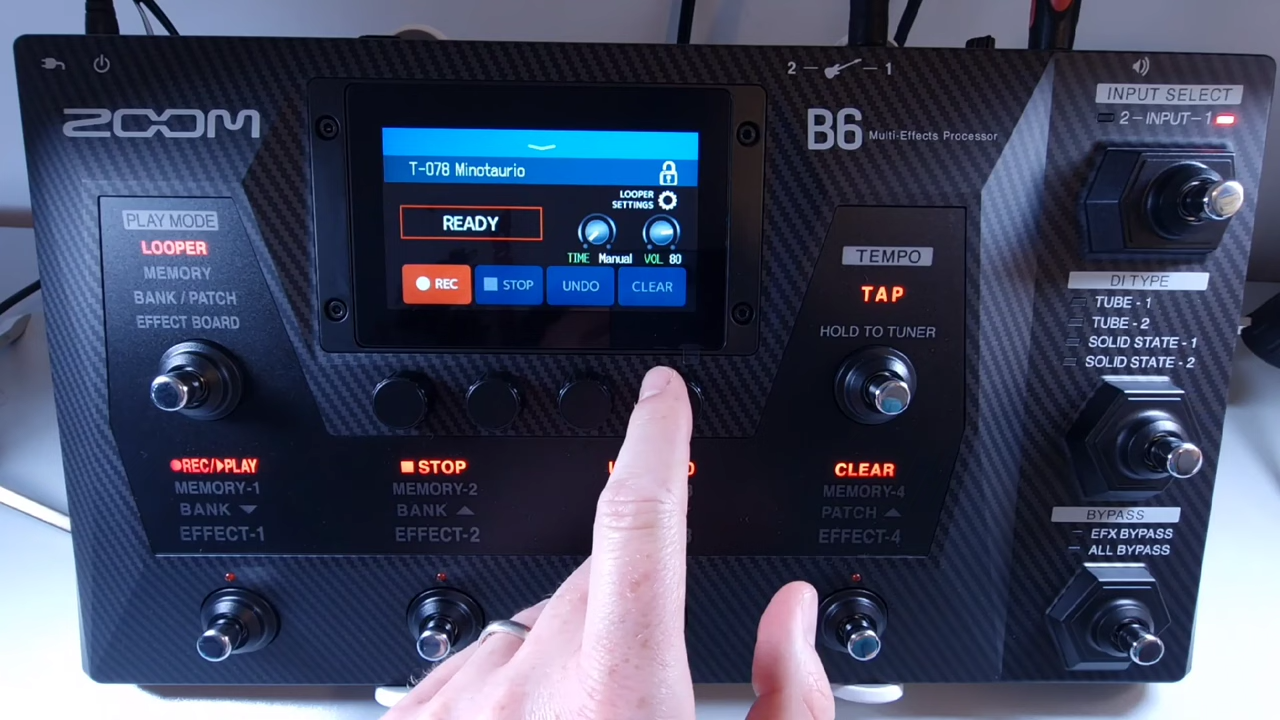 2 — 1
ZOOM
B6 Multi-Effects Processor
INPUT SELECT
2 – INPUT – 1
T-078 Minotaurio
LOOPER
SETTINGS
READY
TIME Manual VOL 80
REC STOP UNDO CLEAR
PLAY MODE
LOOPER
MEMORY
BANK / PATCH
EFFECT BOARD
TEMPO
TAP
HOLD TO TUNER
DI TYPE
TUBE - 1
TUBE - 2
SOLID STATE - 1
SOLID STATE - 2
●REC/▶PLAY
MEMORY-1
BANK ▼
EFFECT-1
■ STOP
MEMORY-2
BANK ▲
EFFECT-2
CLEAR
MEMORY-4
PATCH ▲
EFFECT-4
BYPASS
EFX BYPASS
ALL BYPASS